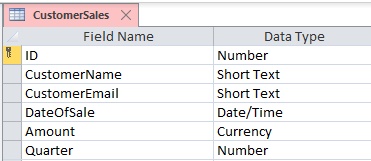 CustomerSales
Field Name Data Type
ID Number
CustomerName Short Text
CustomerEmail Short Text
DateOfSale Date/Time
Amount Currency
Quarter Number